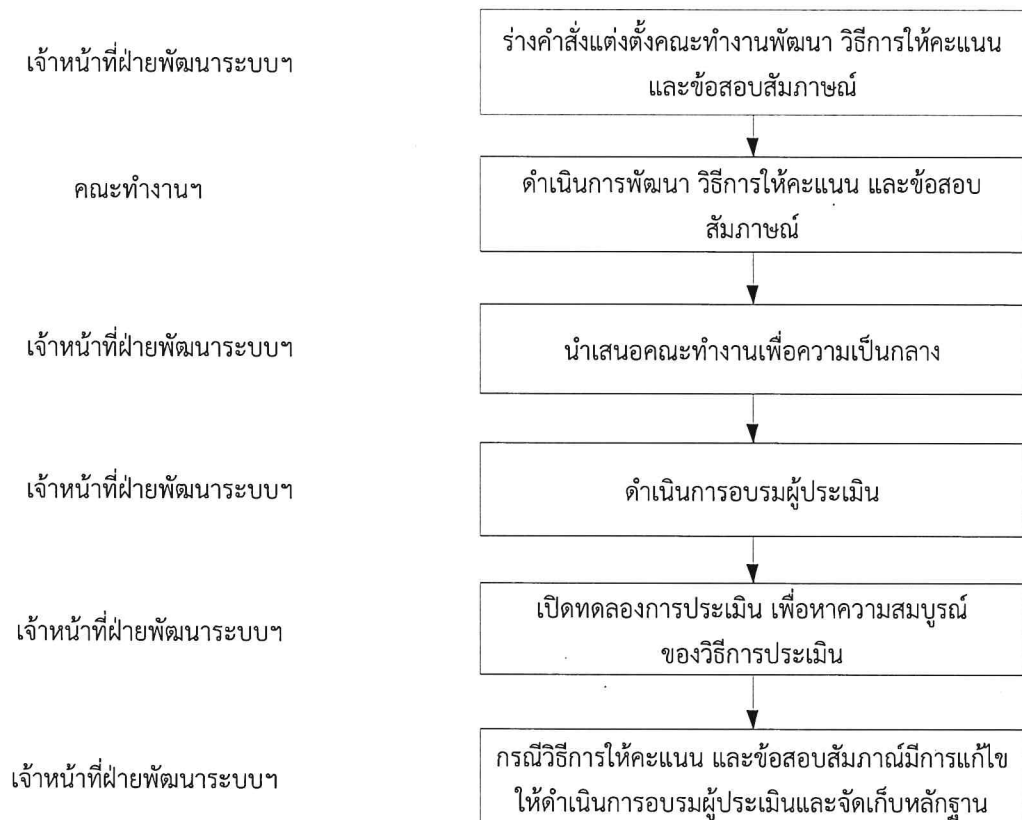 เจ้าหน้าที่ฝ่ายพัฒนาระบบฯ
ร่างคำสั่งแต่งตั้งคณะทำงานพัฒนา วิธีการให้คะแนน
และข้อสอบสัมภาษณ์
คณะทำงานฯ
ดำเนินการพัฒนา วิธีการให้คะแนน และข้อสอบ
สัมภาษณ์
เจ้าหน้าที่ฝ่ายพัฒนาระบบฯ
นำเสนอคณะทำงานเพื่อความเป็นกลาง
เจ้าหน้าที่ฝ่ายพัฒนาระบบฯ
ดำเนินการอบรมผู้ประเมิน
เจ้าหน้าที่ฝ่ายพัฒนาระบบฯ
เปิดทดลองการประเมิน เพื่อหาความสมบูรณ์
ของวิธีการประเมิน
เจ้าหน้าที่ฝ่ายพัฒนาระบบฯ
กรณีวิธีการให้คะแนน และข้อสอบสัมภาณ์มีการแก้ไข
ให้ดำเนินการอบรมผู้ประเมินและจัดเก็บหลักฐาน